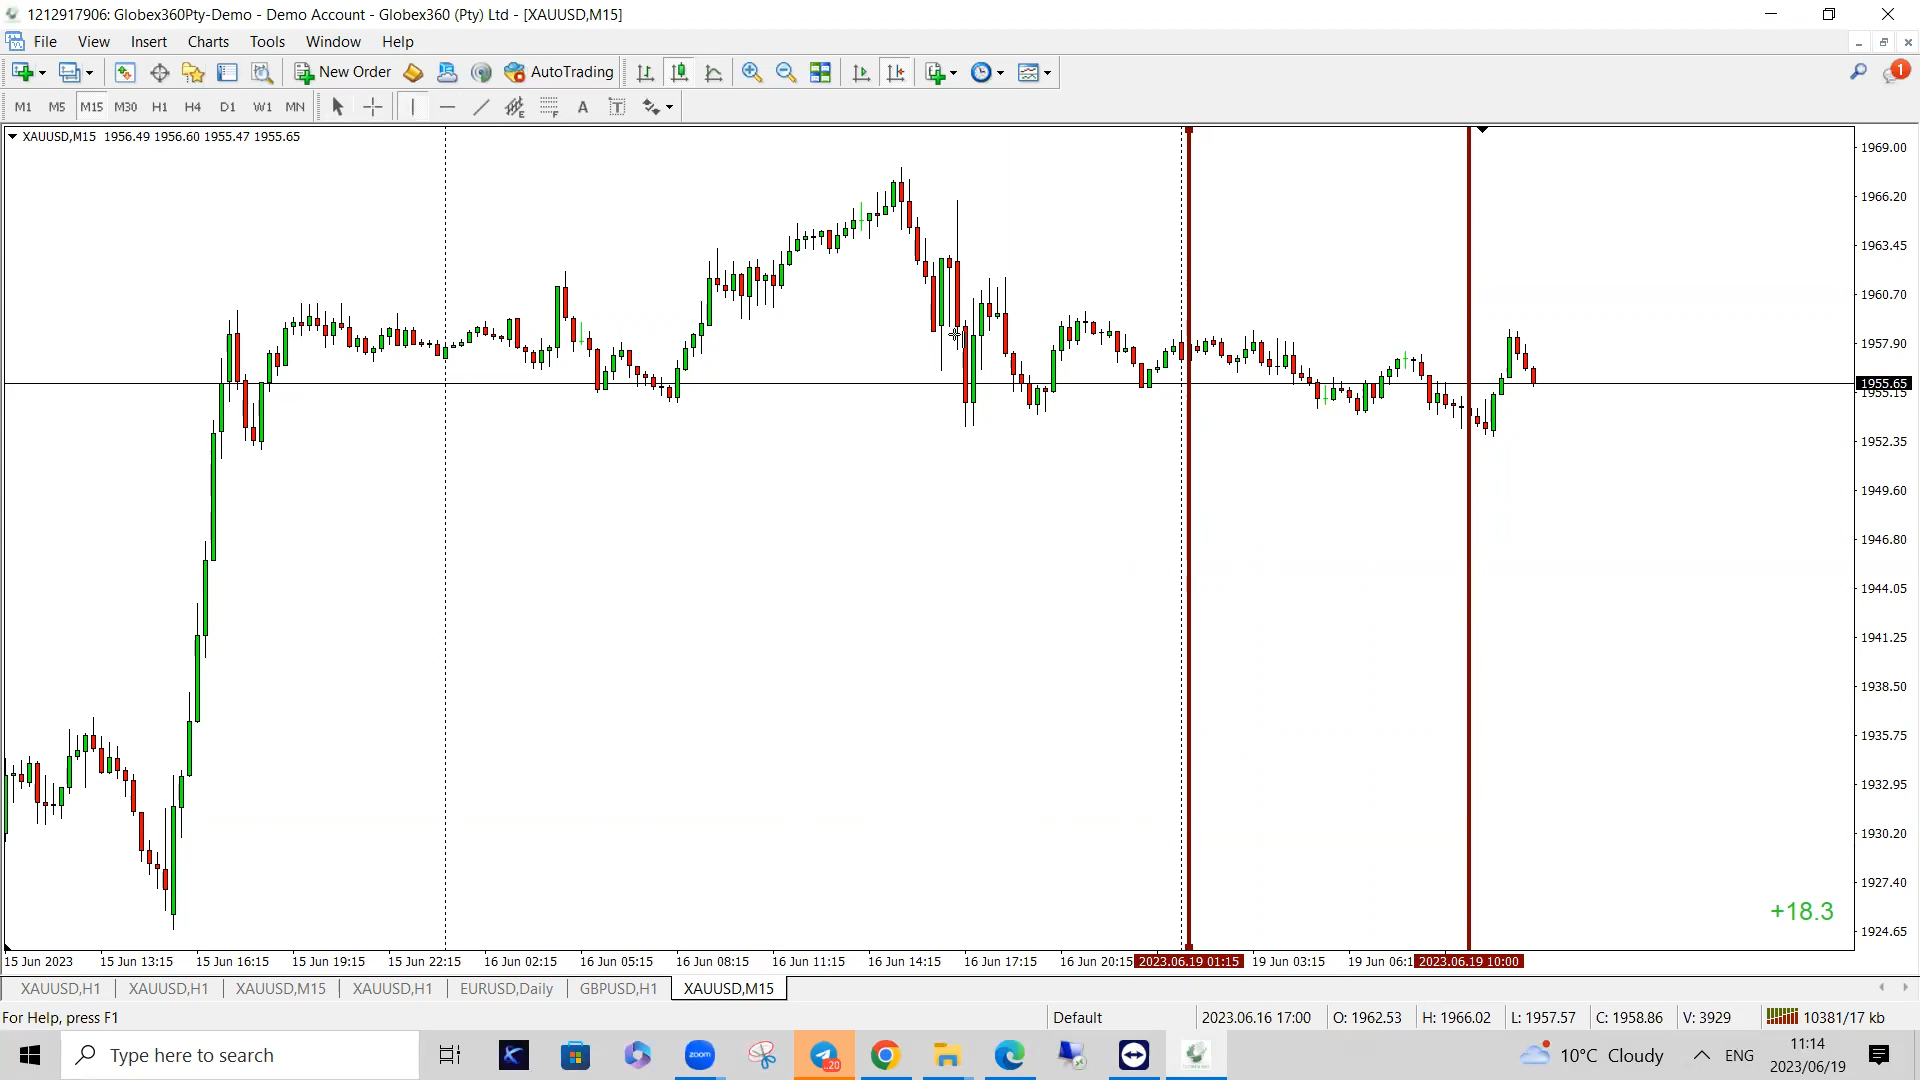 1212917906: Globex360Pty-Demo - Demo Account - Globex360 (Pty) Ltd - [XAUUSD,M15]
File View Insert Charts Tools Window Help
New Order AutoTrading 1
M1 M5 M15 M30 H1 H4 D1 W1 MN E F A T
XAUUSD,M15 1956.49 1956.60 1955.47 1955.65
1969.00
1966.20
1963.45
1960.70
1957.90
1955.65
1955.15
1952.35
1949.60
1946.80
1944.05
1941.25
1938.50
1935.75
1932.95
1930.20
1927.40
+18.3
1924.65
15 Jun 2023 15 Jun 13:15 15 Jun 16:15 15 Jun 19:15 15 Jun 22:15 16 Jun 02:15 16 Jun 05:15 16 Jun 08:15 16 Jun 11:15 16 Jun 14:15 16 Jun 17:15 16 Jun 20:15 2023.06.19 01:15 19 Jun 03:15 19 Jun 06:1 2023.06.19 10:00
XAUUSD,H1 XAUUSD,H1 XAUUSD,M15 XAUUSD,H1 EURUSD,Daily GBPUSD,H1 XAUUSD,M15
For Help, press F1 Default 2023.06.16 17:00 O: 1962.53 H: 1966.02 L: 1957.57 C: 1958.86 V: 3929 10381/17 kb
Type here to search zoom ..20 10°C Cloudy ENG 11:14
2023/06/19